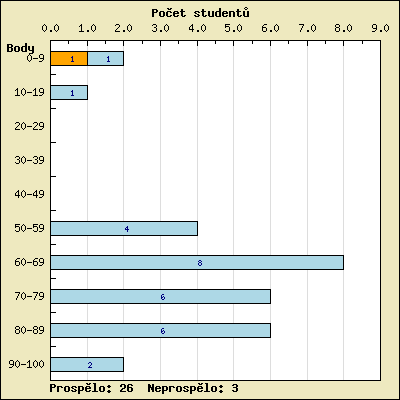 Počet studentů
0.0 1.0 2.0 3.0 4.0 5.0 6.0 7.0 8.0 9.0
Body
0-9 1 1
10-19 1
20-29
30-39
40-49
50-59 4
60-69 8
70-79 6
80-89 6
90-100 2
Prospělo: 26 Neprospělo: 3